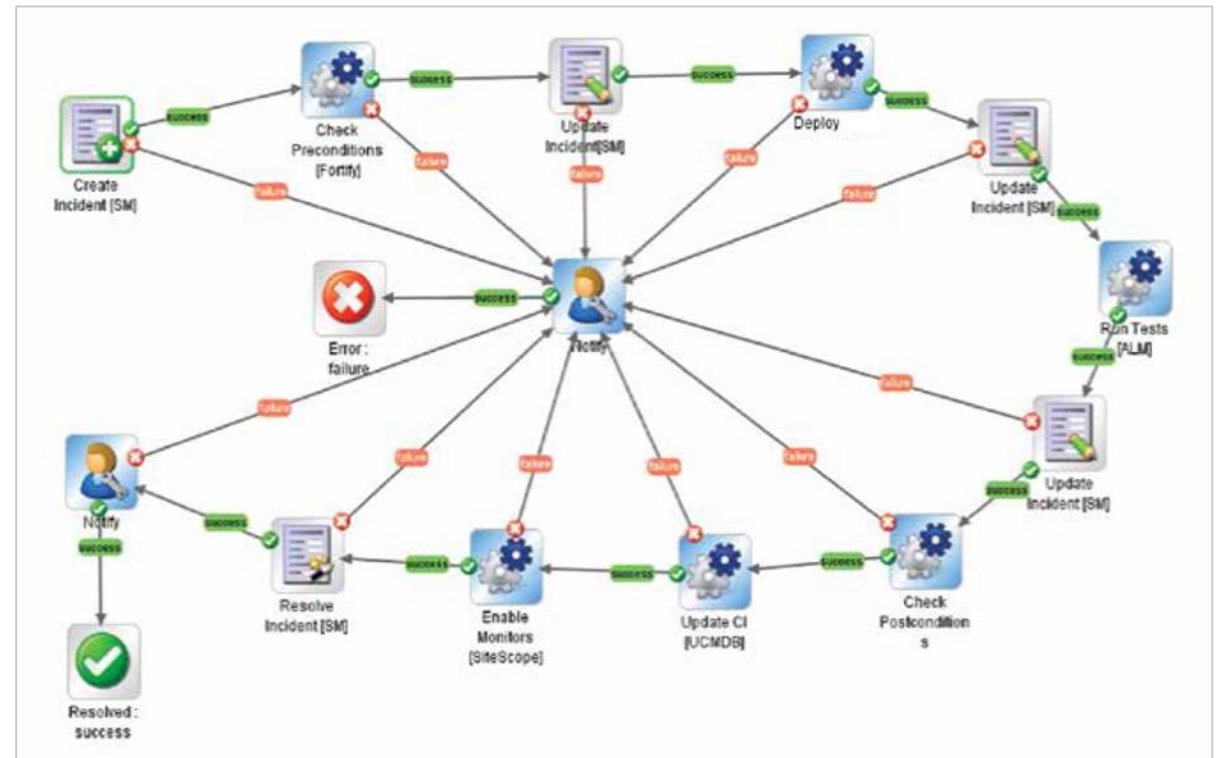 success
success
success
success
Create
Incident [SM]
Check
Preconditions
[Fortify]
Update
Incident[SM]
Deploy
Update
Incident [SM]
failure
failure
failure
failure
failure
success
Run Tests
[ALM]
success
success
Error :
failure
Notify
failure
failure
failure
failure
failure
failure
Update
Incident [SM]
success
Notify
success
success
success
success
success
Resolve
Incident [SM]
Enable
Monitors
[SiteScope]
Update CI
[UCMDB]
Check
Postcondition
s
Resolved :
success